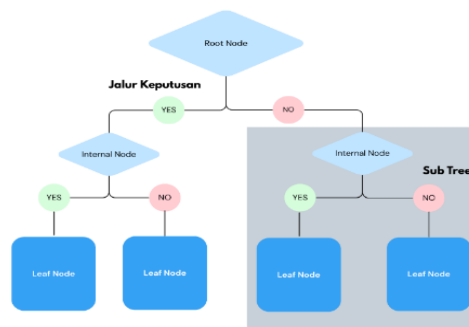 Root Node
Jalur Keputusan
YES
NO
Internal Node
Internal Node
Sub Tree
YES
NO
YES
NO
Leaf Node
Leaf Node
Leaf Node
Leaf Node